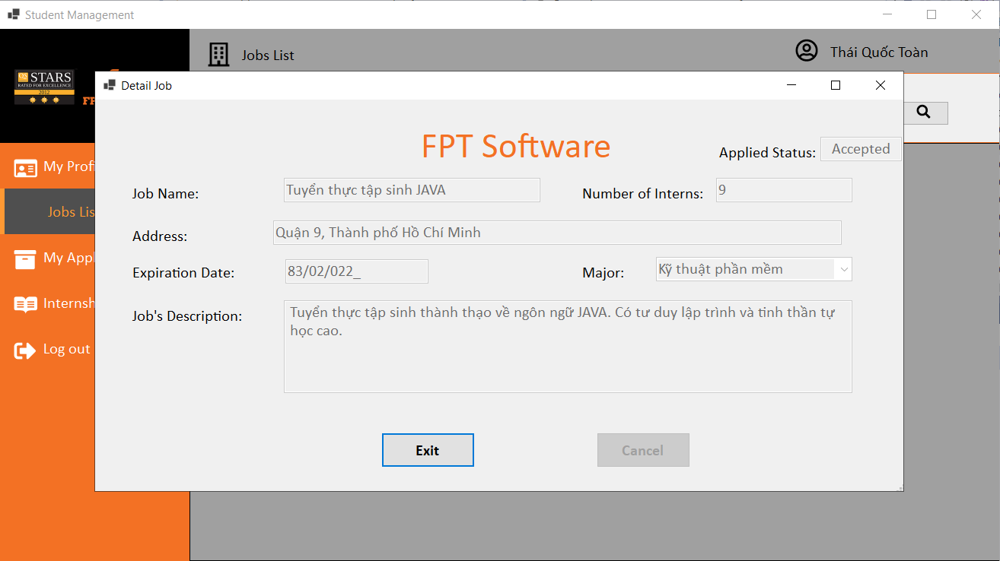 Student Management
Jobs List
Thái Quốc Toàn
STARS
RATED FOR EXCELLENCE
2012
Detail Job
FPT Software
Applied Status: Accepted
My Profi
Job Name: Tuyển thực tập sinh JAVA Number of Interns: 9
Jobs Lis
Address: Quận 9, Thành phố Hồ Chí Minh
My Appl
Expiration Date: 83/02/022_ Major: Kỹ thuật phần mềm
Internsh
Job's Description: Tuyển thực tập sinh thành thạo về ngôn ngữ JAVA. Có tư duy lập trình và tinh thần tự
học cao.
Log out
Exit Cancel